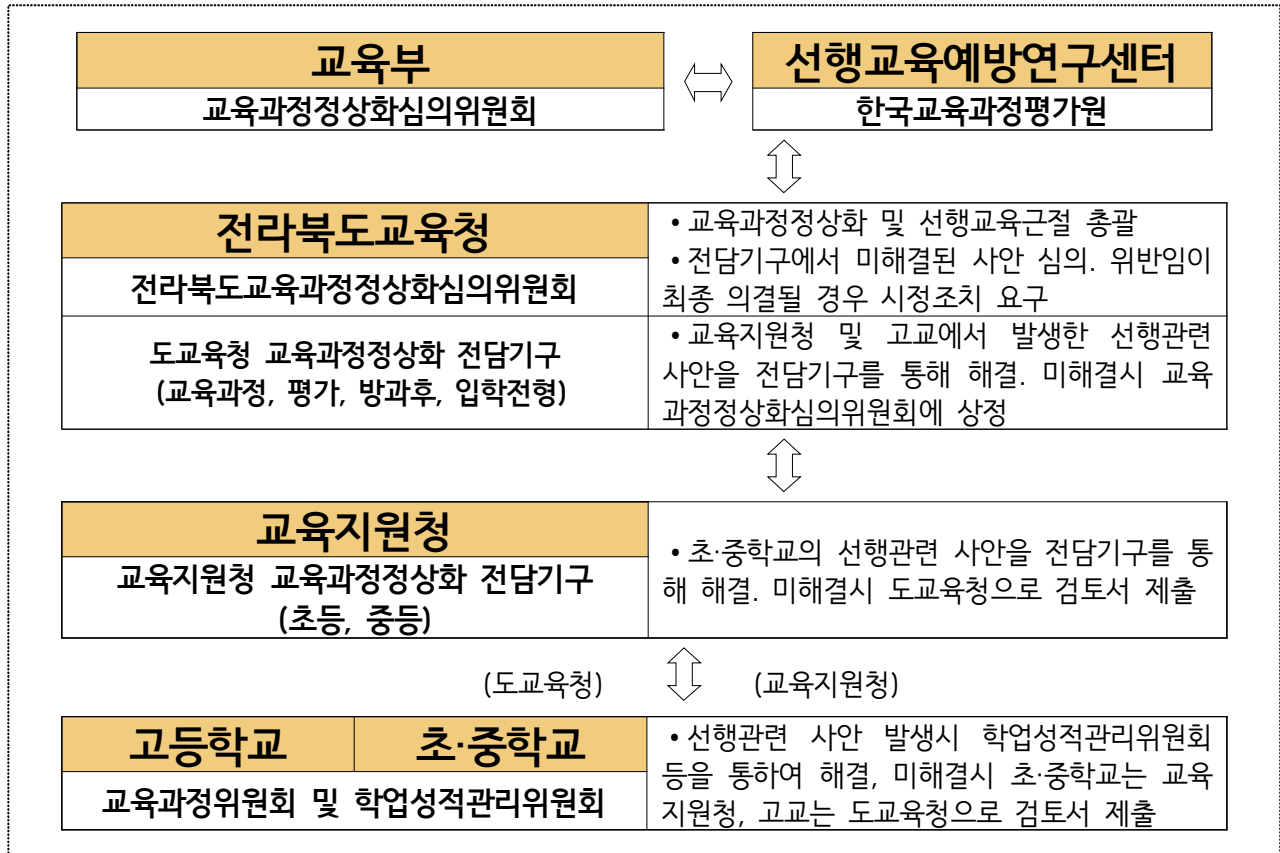 교육부
교육과정정상화심의위원회
선행교육예방연구센터
한국교육과정평가원
전라북도교육청
전라북도교육과정정상화심의위원회
• 교육과정정상화 및 선행교육근절 총괄
• 전담기구에서 미해결된 사안 심의. 위반임이
최종 의결될 경우 시정조치 요구
도교육청 교육과정정상화 전담기구
(교육과정, 평가, 방과후, 입학전형)
• 교육지원청 및 고교에서 발생한 선행관련
사안을 전담기구를 통해 해결. 미해결시 교육
과정정상화심의위원회에 상정
교육지원청
교육지원청 교육과정정상화 전담기구
(초등, 중등)
• 초·중학교의 선행관련 사안을 전담기구를 통
해 해결. 미해결시 도교육청으로 검토서 제출
(도교육청) (교육지원청)
고등학교 초·중학교
교육과정위원회 및 학업성적관리위원회
• 선행관련 사안 발생시 학업성적관리위원회
등을 통하여 해결, 미해결시 초·중학교는 교육
지원청, 고교는 도교육청으로 검토서 제출